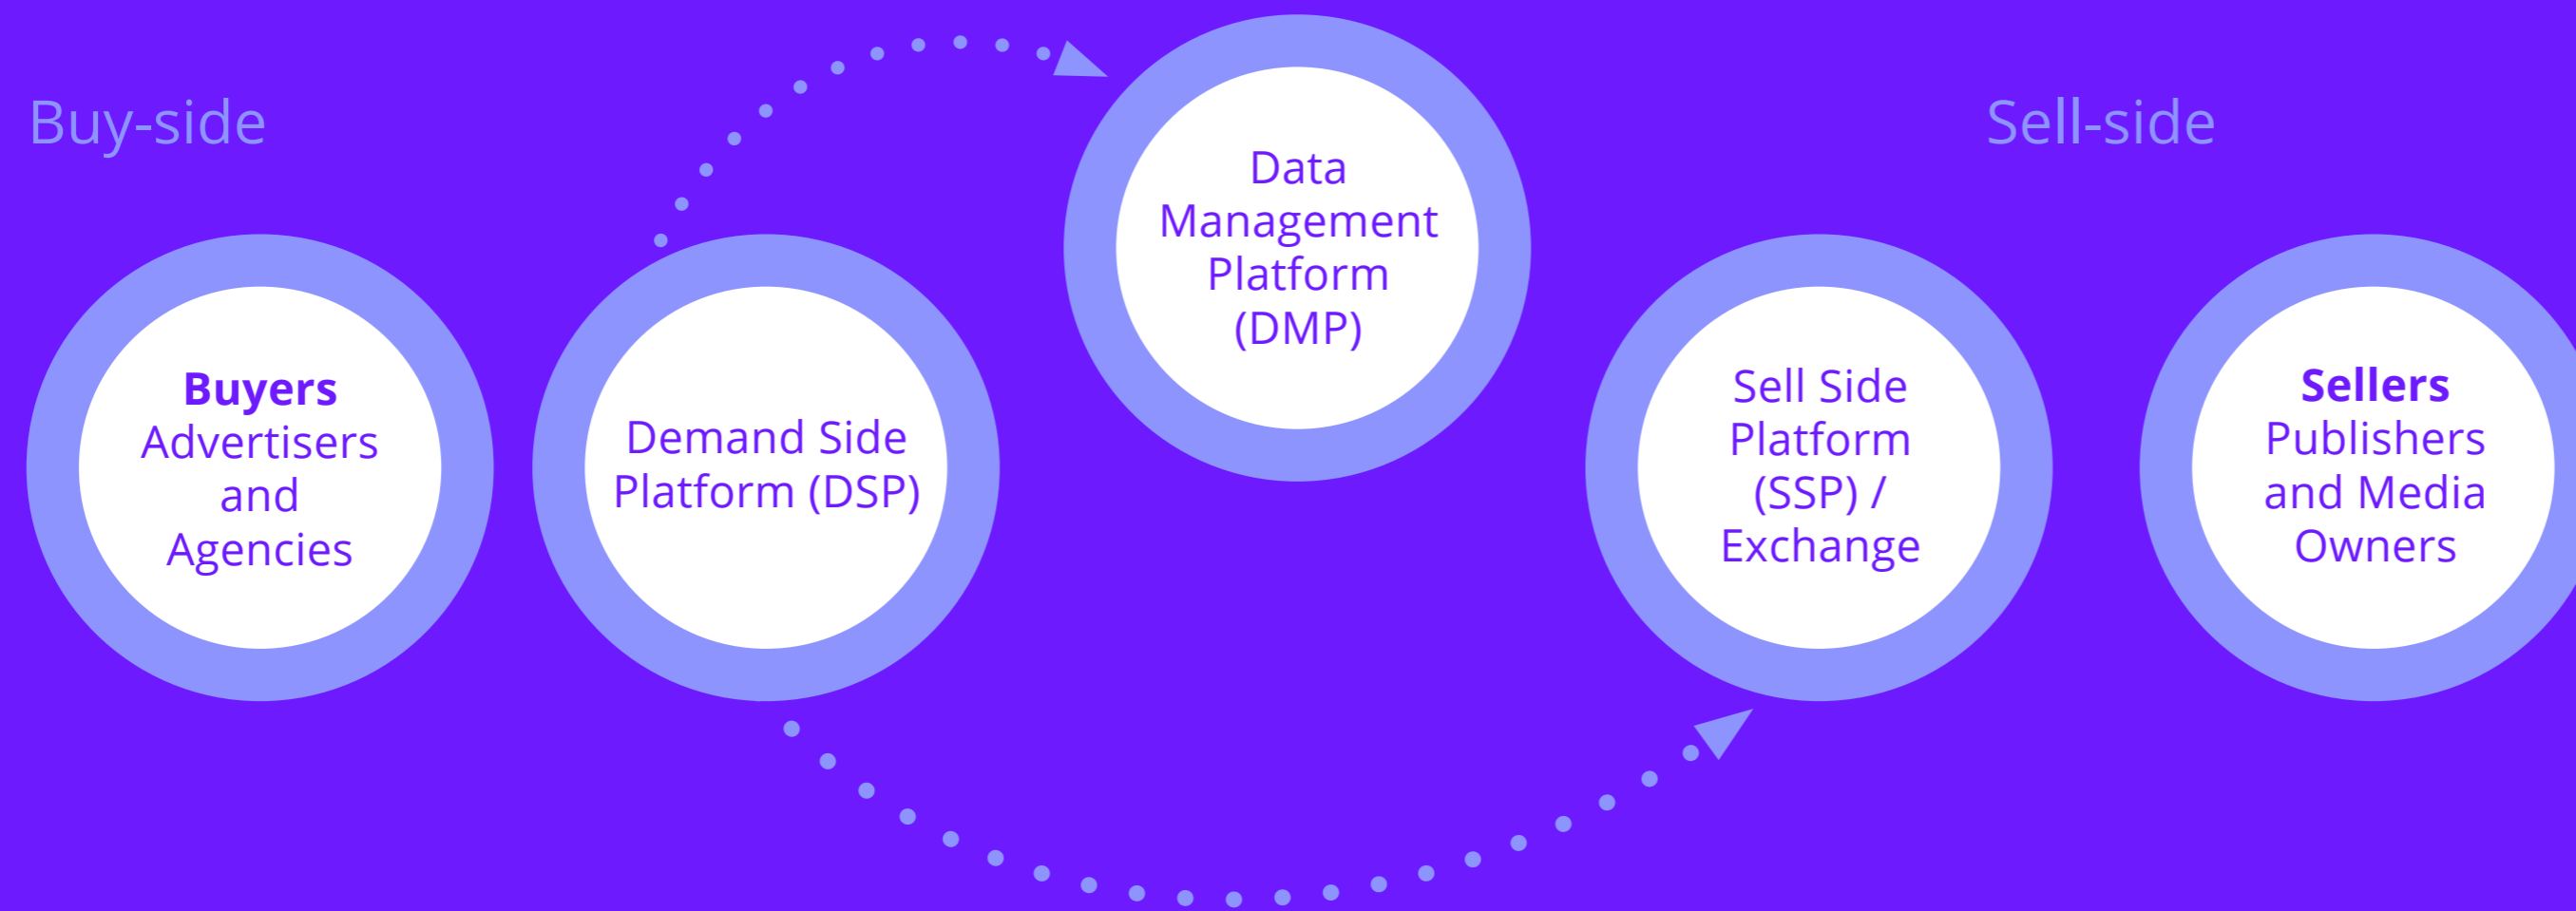 Buy-side
Sell-side
Buyers
Advertisers
and
Agencies
Demand Side
Platform (DSP)
Data
Management
Platform
(DMP)
Sell Side
Platform
(SSP) /
Exchange
Sellers
Publishers
and Media
Owners